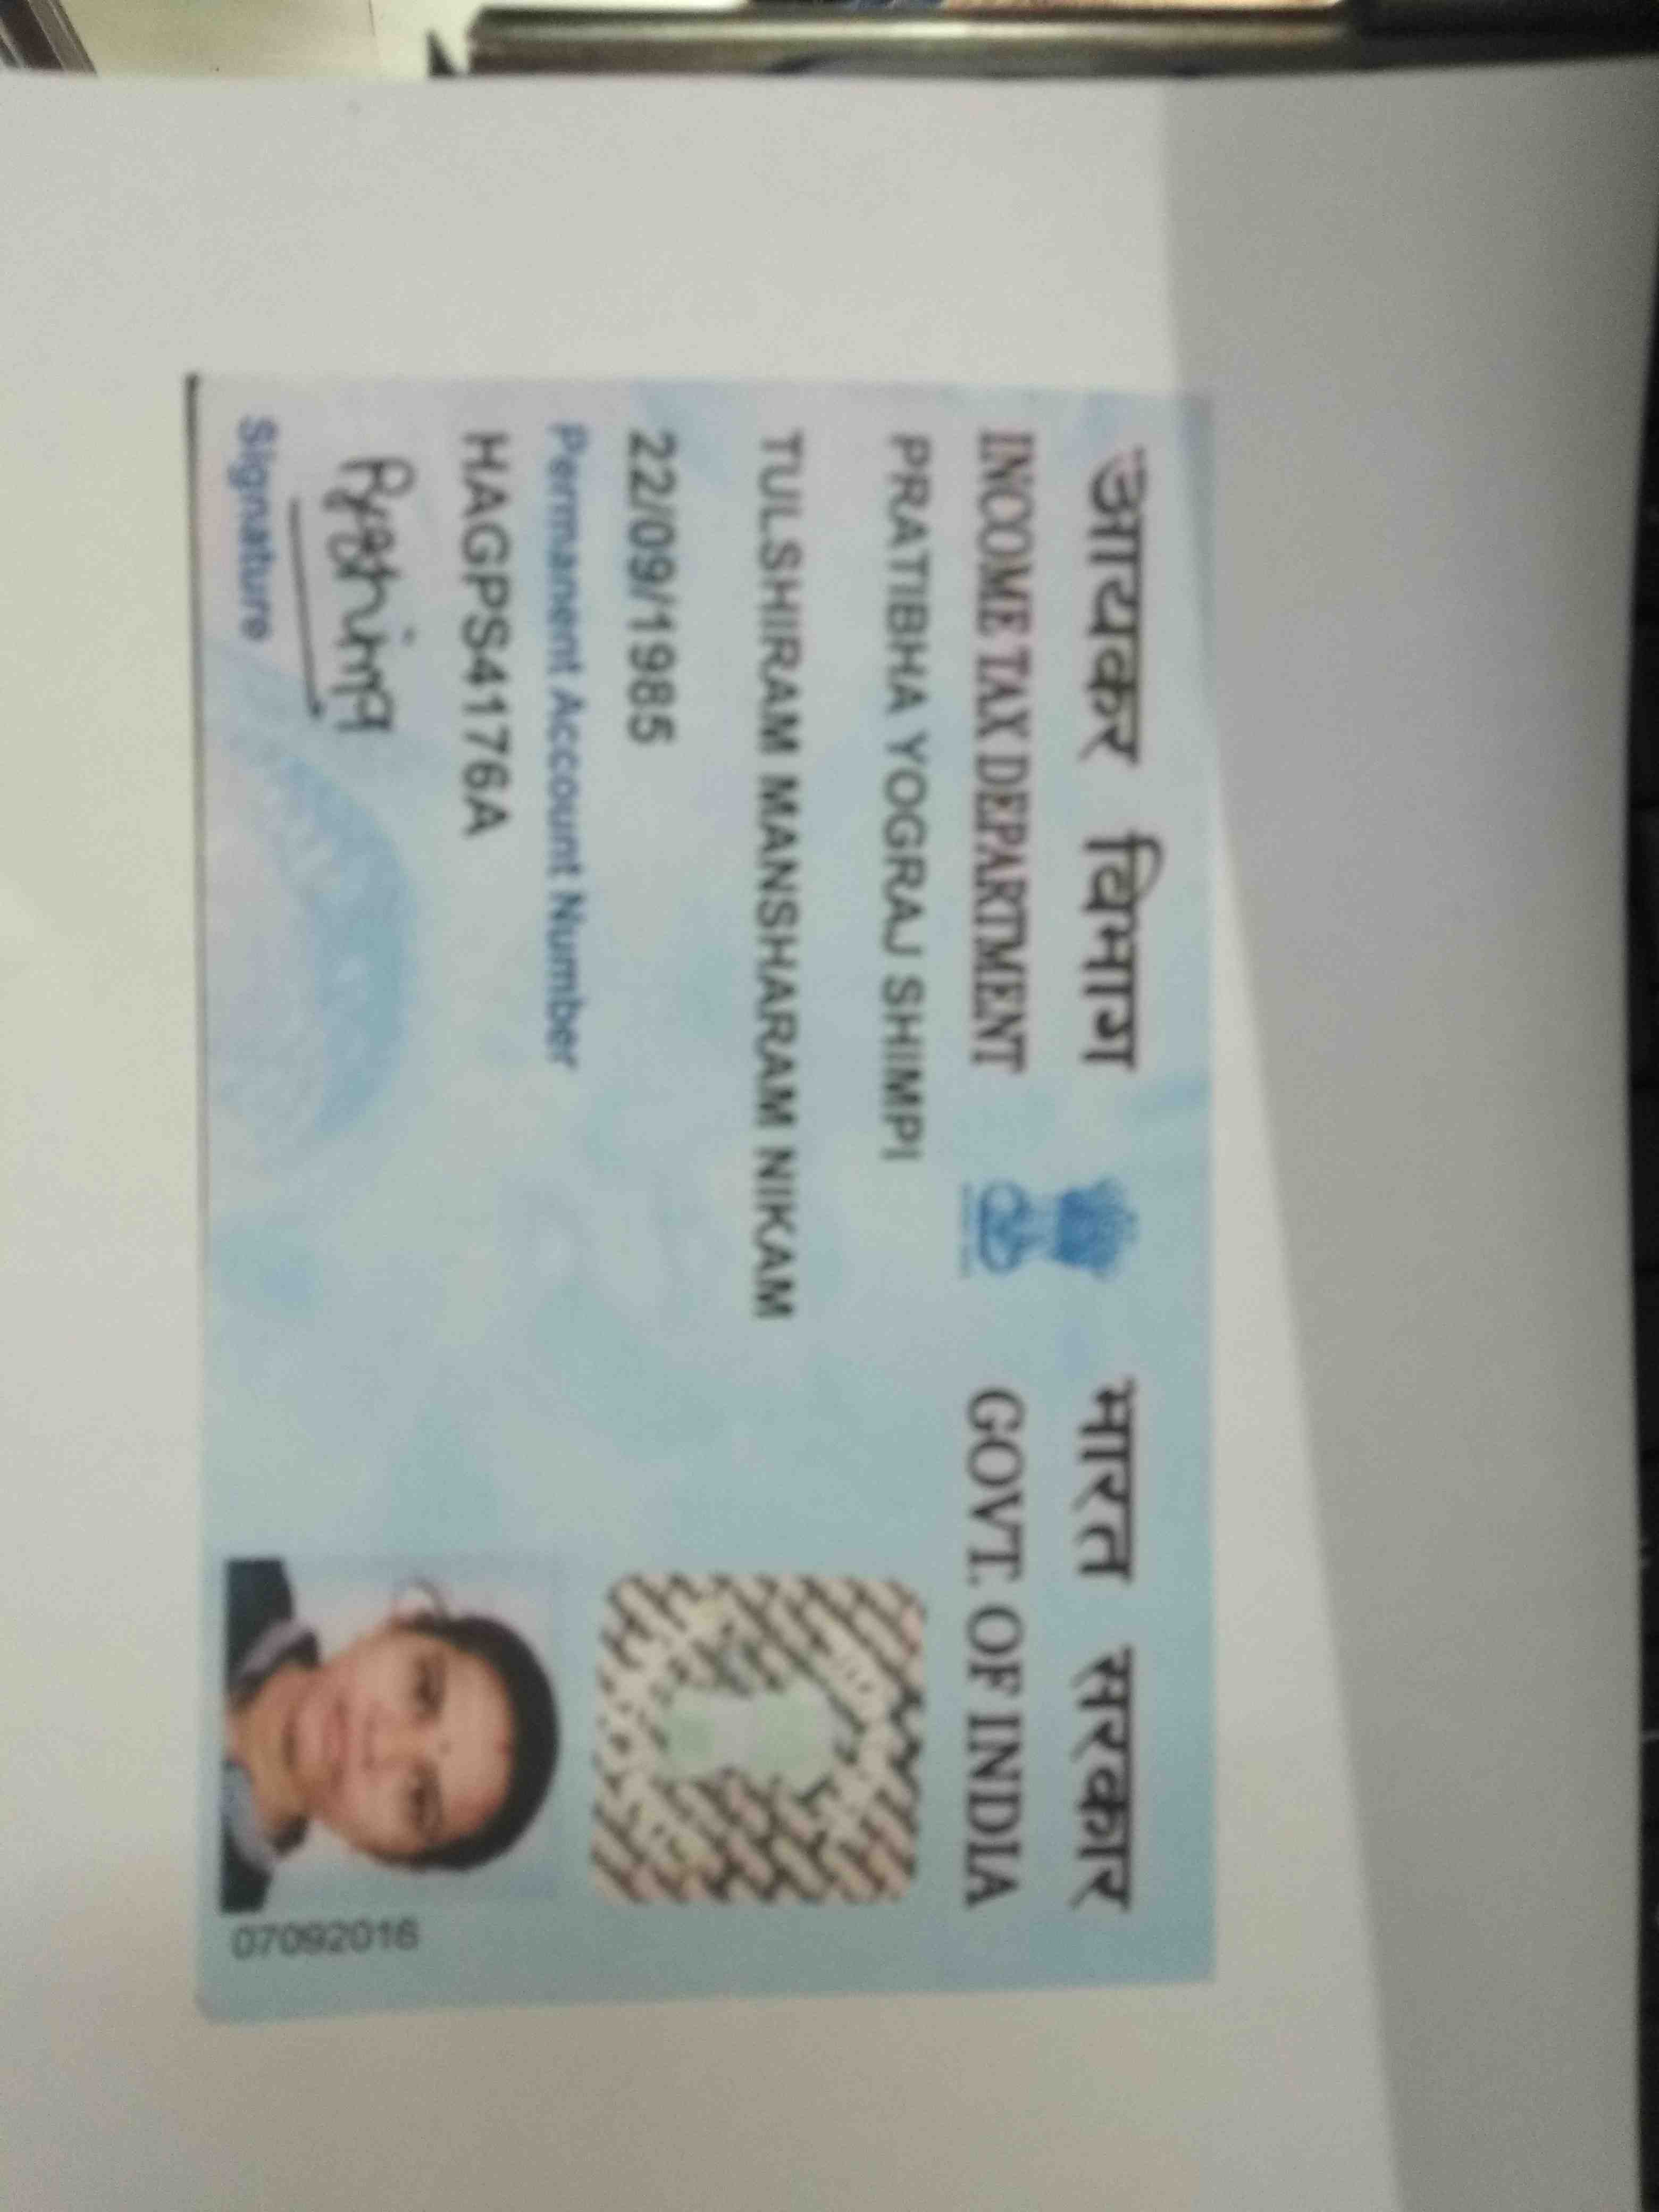 आयकर विभाग
INCOME TAX DEPARTMENT
भारत सरकार
GOVT. OF INDIA
PRATIBHA YOGRAJ SHIMPI
TULSHIRAM MANSHARAM NIKAM
22/09/1985
Permanent Account Number
HAGPS4176A
Signature
07092016